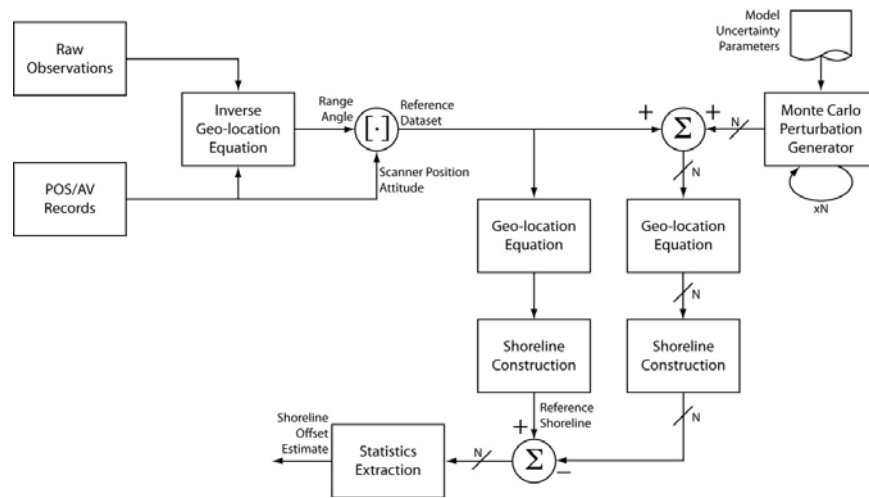 Model
Uncertainty
Parameters
Raw
Observations
Inverse
Geo-location
Equation
Range
Angle
[·]
Reference
Dataset
+
Σ
+
N
Monte Carlo
Perturbation
Generator
xN
POS/AV
Records
Scanner Position
Attitude
N
Geo-location
Equation
Geo-location
Equation
N
Shoreline
Construction
Shoreline
Construction
N
Reference
Shoreline
+
Σ
−
N
Statistics
Extraction
Shoreline
Offset
Estimate